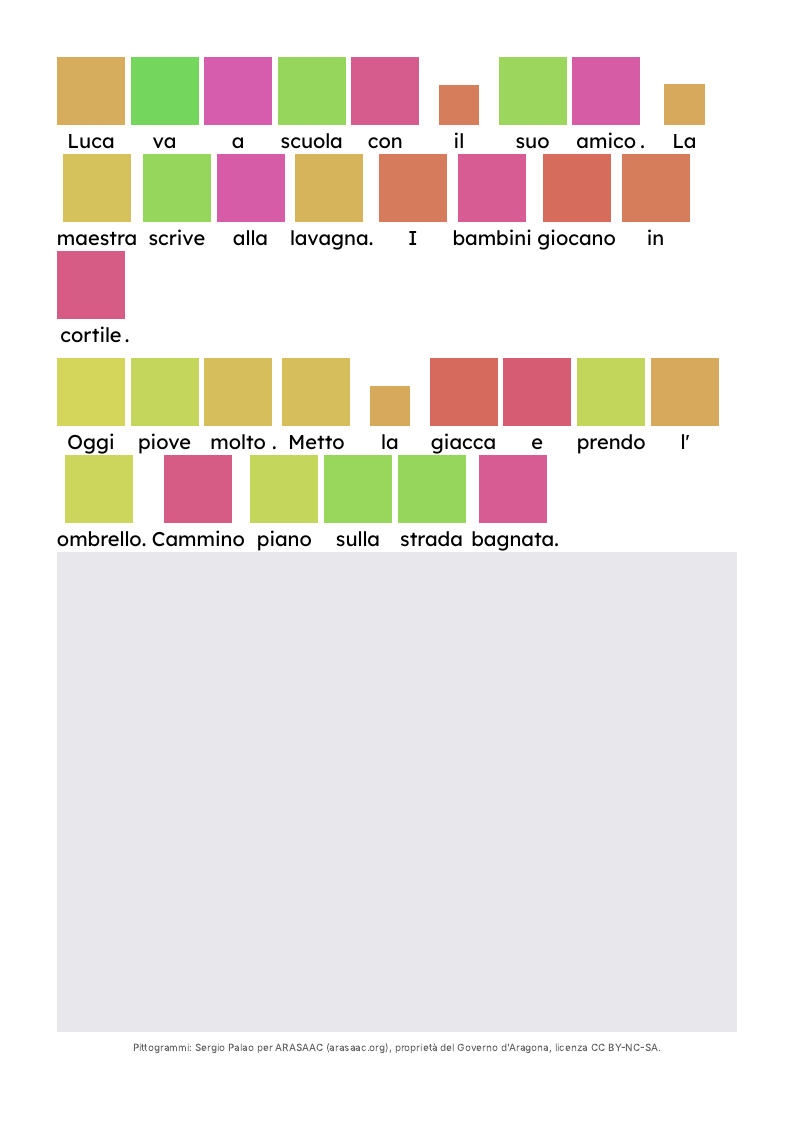 Luca va a scuola con il suo amico. La
maestra scrive alla lavagna. I bambini giocano in
cortile.
Oggi piove molto. Metto la giacca e prendo l'
ombrello. Cammino piano sulla strada bagnata.
Pittogrammi: Sergio Palao per ARASAAC (arasaac.org), proprietà del Governo d'Aragona, licenza CC BY-NC-SA.